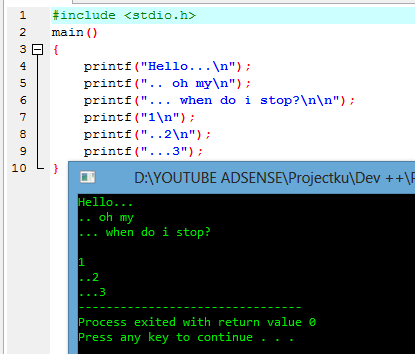 1 #include <stdio.h>
2 main()
3 {
4 printf("Hello...\n");
5 printf(".. oh my\n");
6 printf("... when do i stop?\n\n");
7 printf("1\n");
8 printf("..2\n");
9 printf("...3");
10 }
D:\YOUTUBE ADSENSE\Projectku\Dev ++\
Hello...
.. oh my
... when do i stop?
1
..2
...3
--------------------------------
Process exited with return value 0
Press any key to continue . . .